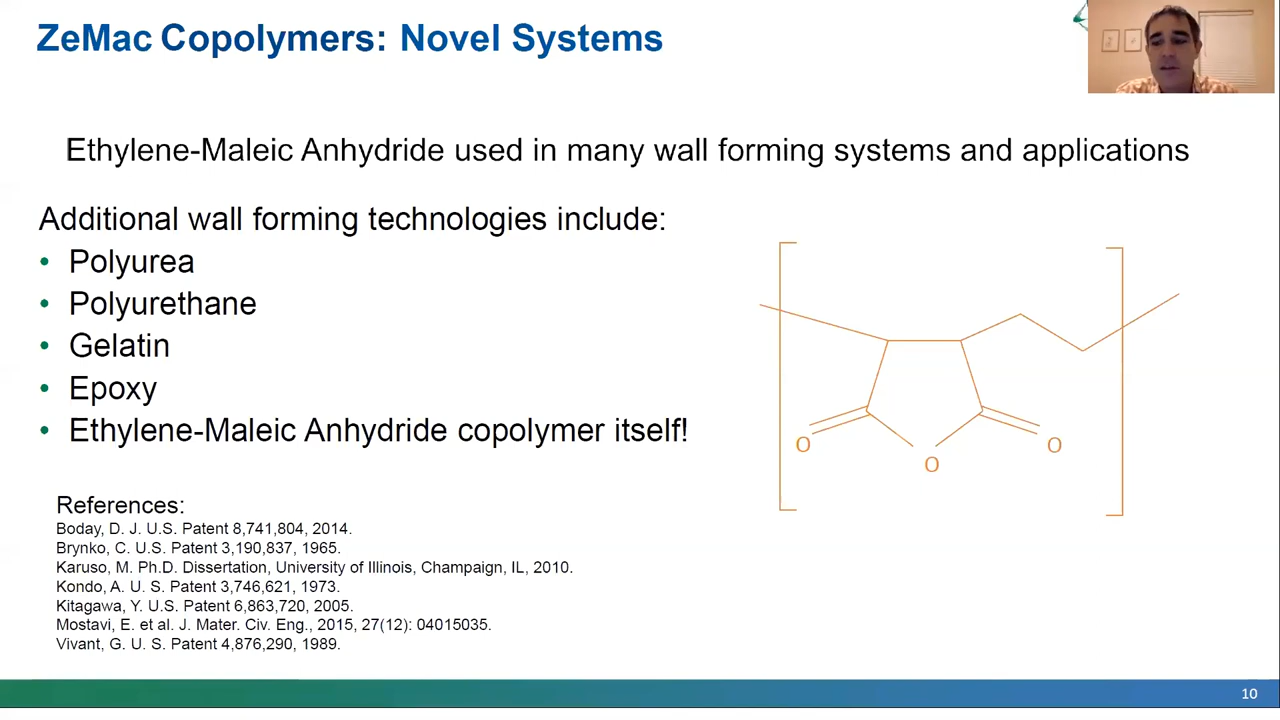 ZeMac Copolymers: Novel Systems
Ethylene-Maleic Anhydride used in many wall forming systems and applications
Additional wall forming technologies include:
• Polyurea
• Polyurethane
• Gelatin
• Epoxy
• Ethylene-Maleic Anhydride copolymer itself!
O
O
O
References:
Boday, D. J. U.S. Patent 8,741,804, 2014.
Brynko, C. U.S. Patent 3,190,837, 1965.
Karuso, M. Ph.D. Dissertation, University of Illinois, Champaign, IL, 2010.
Kondo, A. U. S. Patent 3,746,621, 1973.
Kitagawa, Y. U.S. Patent 6,863,720, 2005.
Mostavi, E. et al. J. Mater. Civ. Eng., 2015, 27(12): 04015035.
Vivant, G. U. S. Patent 4,876,290, 1989.
10